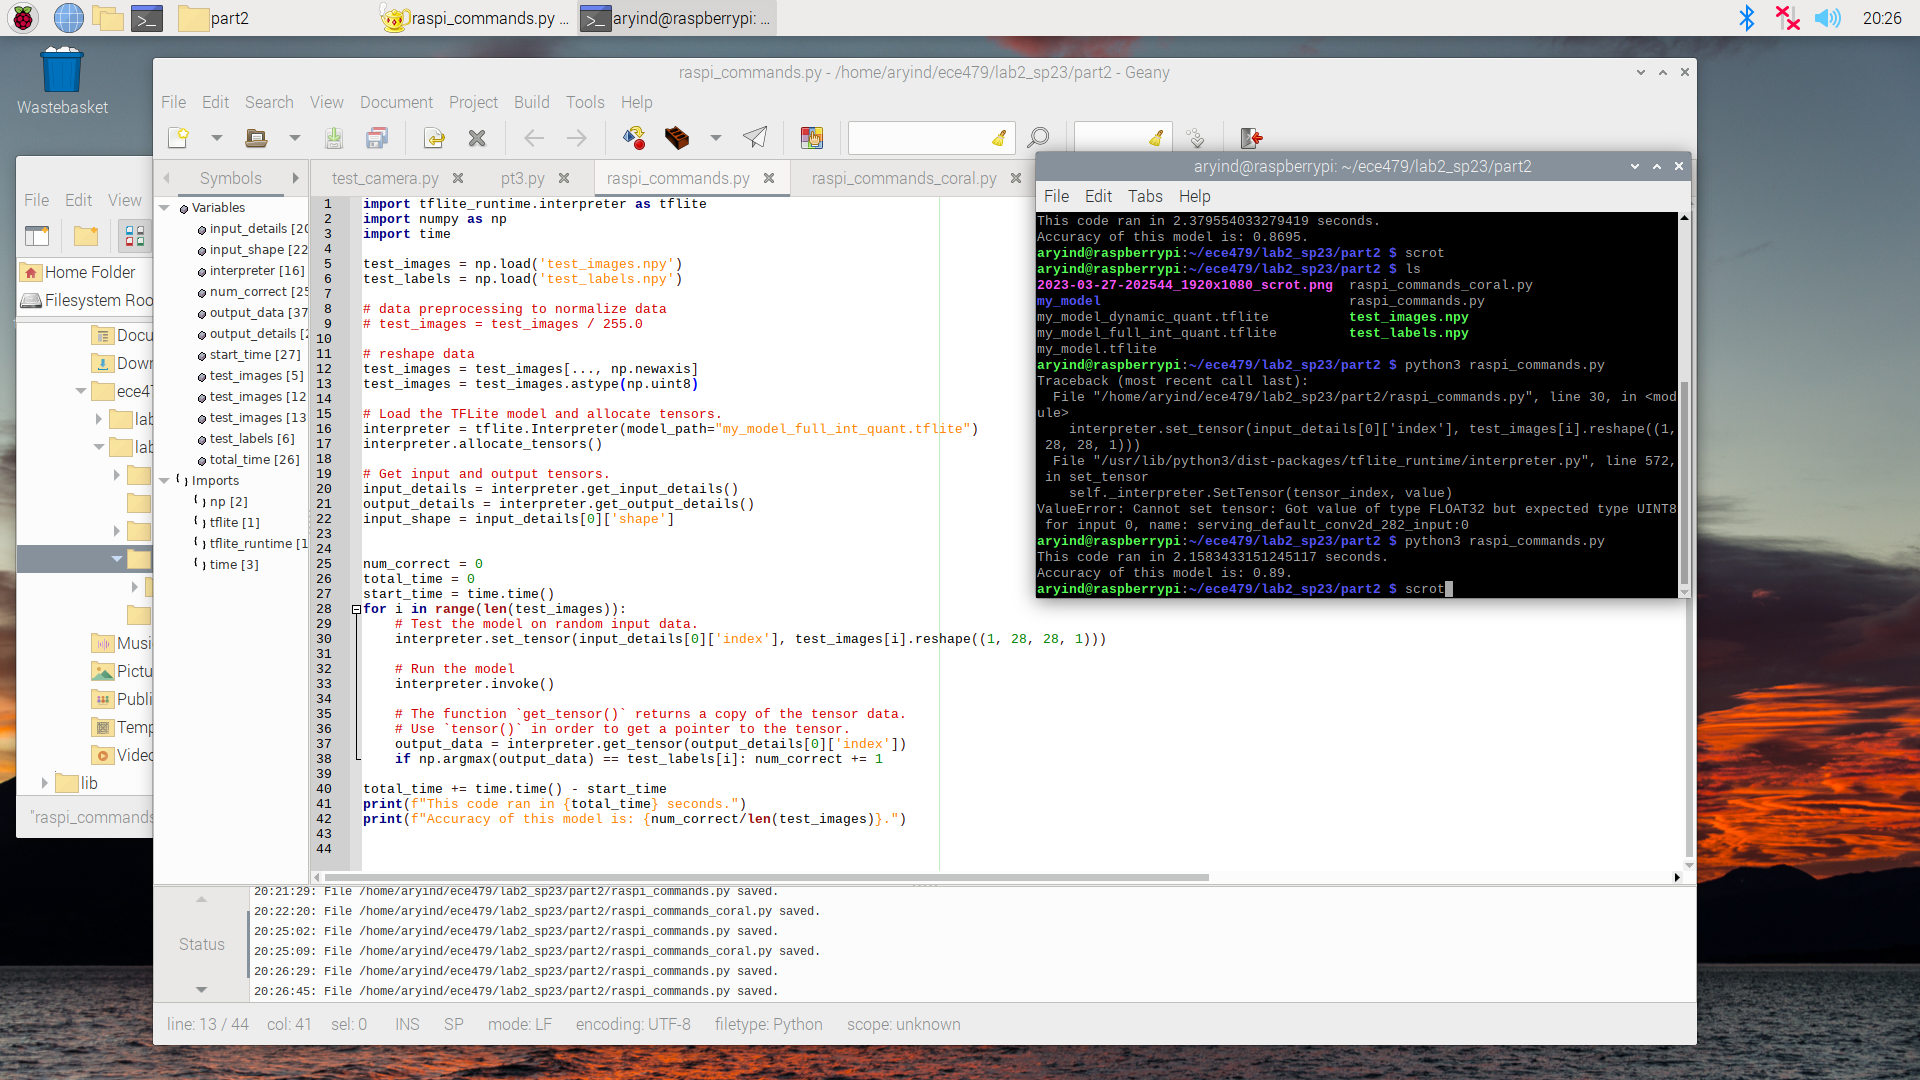 part2
raspi_commands.py ...
aryind@raspberrypi: ...
20:26
Wastebasket
raspi_commands.py - /home/aryind/ece479/lab2_sp23/part2 - Geany
File Edit Search View Document Project Build Tools Help
File Edit View
Home Folder
Filesystem Roo
Docu
Down
ece47
lab
lab
Musi
Pictu
Publi
Temp
Video
lib
"raspi_commands
Symbols
Variables
input_details [20
input_shape [22
interpreter [16]
num_correct [25
output_data [37
output_details [2
start_time [27]
test_images [5]
test_images [12
test_images [13
test_labels [6]
total_time [26]
Imports
np [2]
tflite [1]
tflite_runtime [1
time [3]
test_camera.py
pt3.py
raspi_commands.py
raspi_commands_coral.py
1 import tflite_runtime.interpreter as tflite
2 import numpy as np
3 import time
4
5 test_images = np.load('test_images.npy')
6 test_labels = np.load('test_labels.npy')
7
8 # data preprocessing to normalize data
9 # test_images = test_images / 255.0
10
11 # reshape data
12 test_images = test_images[..., np.newaxis]
13 test_images = test_images.astype(np.uint8)
14
15 # Load the TFLite model and allocate tensors.
16 interpreter = tflite.Interpreter(model_path="my_model_full_int_quant.tflite")
17 interpreter.allocate_tensors()
18
19 # Get input and output tensors.
20 input_details = interpreter.get_input_details()
21 output_details = interpreter.get_output_details()
22 input_shape = input_details[0]['shape']
23
24
25 num_correct = 0
26 total_time = 0
27 start_time = time.time()
28 for i in range(len(test_images)):
29 # Test the model on random input data.
30 interpreter.set_tensor(input_details[0]['index'], test_images[i].reshape((1, 28, 28, 1)))
31
32 # Run the model
33 interpreter.invoke()
34
35 # The function `get_tensor()` returns a copy of the tensor data.
36 # Use `tensor()` in order to get a pointer to the tensor.
37 output_data = interpreter.get_tensor(output_details[0]['index'])
38 if np.argmax(output_data) == test_labels[i]: num_correct += 1
39
40 total_time += time.time() - start_time
41 print(f"This code ran in {total_time} seconds.")
42 print(f"Accuracy of this model is: {num_correct/len(test_images)}.")
43
44
aryind@raspberrypi: ~/ece479/lab2_sp23/part2
File Edit Tabs Help
This code ran in 2.379554033279419 seconds.
Accuracy of this model is: 0.8695.
aryind@raspberrypi:~/ece479/lab2_sp23/part2 $ scrot
aryind@raspberrypi:~/ece479/lab2_sp23/part2 $ ls
2023-03-27-202544_1920x1080_scrot.png raspi_commands_coral.py
my_model raspi_commands.py
my_model_dynamic_quant.tflite test_images.npy
my_model_full_int_quant.tflite test_labels.npy
my_model.tflite
aryind@raspberrypi:~/ece479/lab2_sp23/part2 $ python3 raspi_commands.py
Traceback (most recent call last):
File "/home/aryind/ece479/lab2_sp23/part2/raspi_commands.py", line 30, in <mod
ule>
interpreter.set_tensor(input_details[0]['index'], test_images[i].reshape((1,
28, 28, 1)))
File "/usr/lib/python3/dist-packages/tflite_runtime/interpreter.py", line 572,
in set_tensor
self._interpreter.SetTensor(tensor_index, value)
ValueError: Cannot set tensor: Got value of type FLOAT32 but expected type UINT8
for input 0, name: serving_default_conv2d_282_input:0
aryind@raspberrypi:~/ece479/lab2_sp23/part2 $ python3 raspi_commands.py
This code ran in 2.1583433151245117 seconds.
Accuracy of this model is: 0.89.
aryind@raspberrypi:~/ece479/lab2_sp23/part2 $ scrot
Status
20:21:29: File /home/aryind/ece479/lab2_sp23/part2/raspi_commands.py saved.
20:22:20: File /home/aryind/ece479/lab2_sp23/part2/raspi_commands_coral.py saved.
20:25:02: File /home/aryind/ece479/lab2_sp23/part2/raspi_commands.py saved.
20:25:09: File /home/aryind/ece479/lab2_sp23/part2/raspi_commands_coral.py saved.
20:26:29: File /home/aryind/ece479/lab2_sp23/part2/raspi_commands.py saved.
20:26:45: File /home/aryind/ece479/lab2_sp23/part2/raspi_commands.py saved.
line: 13 / 44 col: 41 sel: 0 INS SP mode: LF encoding: UTF-8 filetype: Python scope: unknown